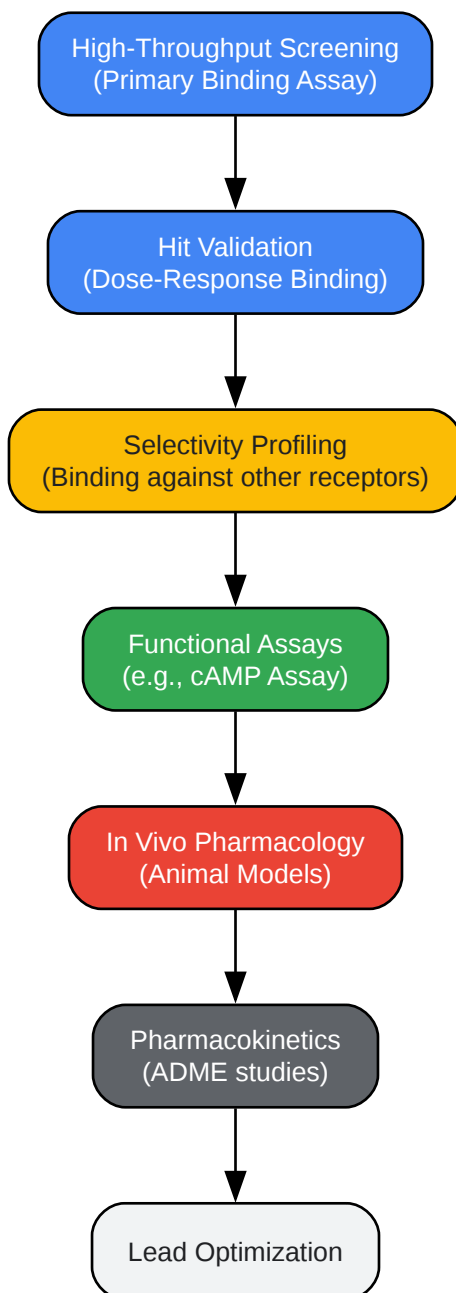 High-Throughput Screening
(Primary Binding Assay)
Hit Validation
(Dose-Response Binding)
Selectivity Profiling
(Binding against other receptors)
Functional Assays
(e.g., cAMP Assay)
In Vivo Pharmacology
(Animal Models)
Pharmacokinetics
(ADME studies)
Lead Optimization